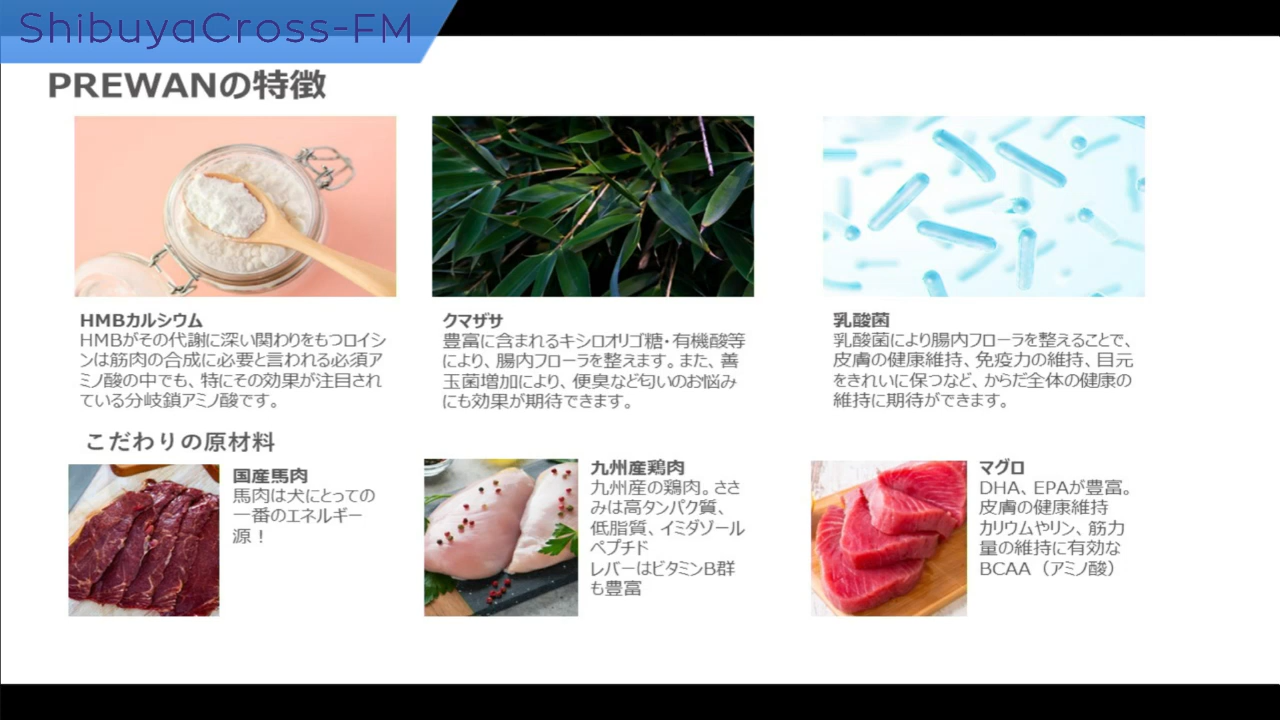 ShibuyaCross-FM
PREWANの特徴
HMBカルシウム
HMBがその代謝に深い関わりをもつロイシ
ンは筋肉の合成に必要と言われる必須ア
ミノ酸の中でも、特にその効果が注目され
ている分岐鎖アミノ酸です。
クマザサ
豊富に含まれるキシロオリゴ糖・有機酸等
により、腸内フローラを整えます。また、善
玉菌増加により、便臭など匂いのお悩み
にも効果が期待できます。
乳酸菌
乳酸菌により腸内フローラを整えることで、
皮膚の健康維持、免疫力の維持、目元
をきれいに保つなど、からだ全体の健康の
維持に期待ができます。
こだわりの原材料
国産馬肉
馬肉は犬にとっての
一番のエネルギー
源！
九州産鶏肉
九州産の鶏肉。ささ
みは高タンパク質、
低脂質、イミダゾール
ペプチド
レバーはビタミンB群
も豊富
マグロ
DHA、EPAが豊富。
皮膚の健康維持
カリウムやリン、筋力
量の維持に有効な
BCAA（アミノ酸）